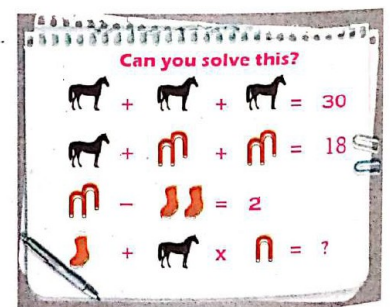 Can you solve this?
+ + = 30
+ + = 18
- = 2
+ x = ?